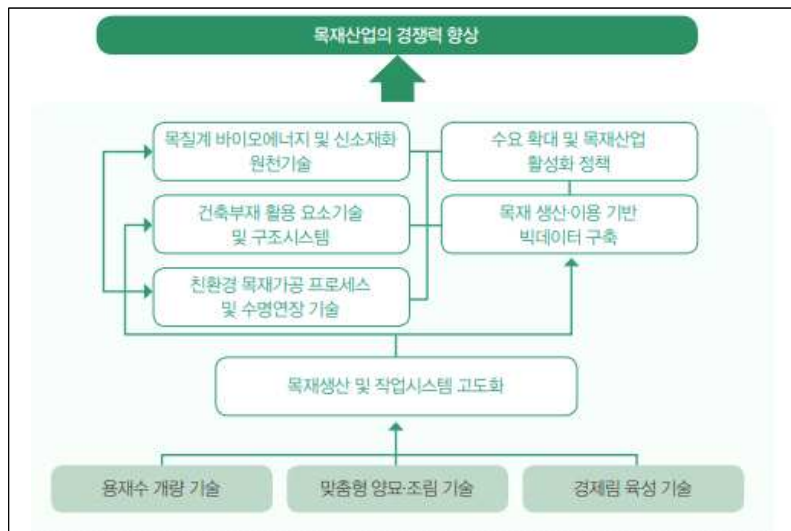 목재산업의 경쟁력 향상
목질계 바이오에너지 및 신소재화
원천기술
수요 확대 및 목재산업
활성화 정책
건축부재 활용 요소기술
및 구조시스템
목재 생산·이용 기반
빅데이터 구축
친환경 목재가공 프로세스
및 수명연장 기술
목재생산 및 작업시스템 고도화
용재수 개량 기술
맞춤형 양묘·조림 기술
경제림 육성 기술